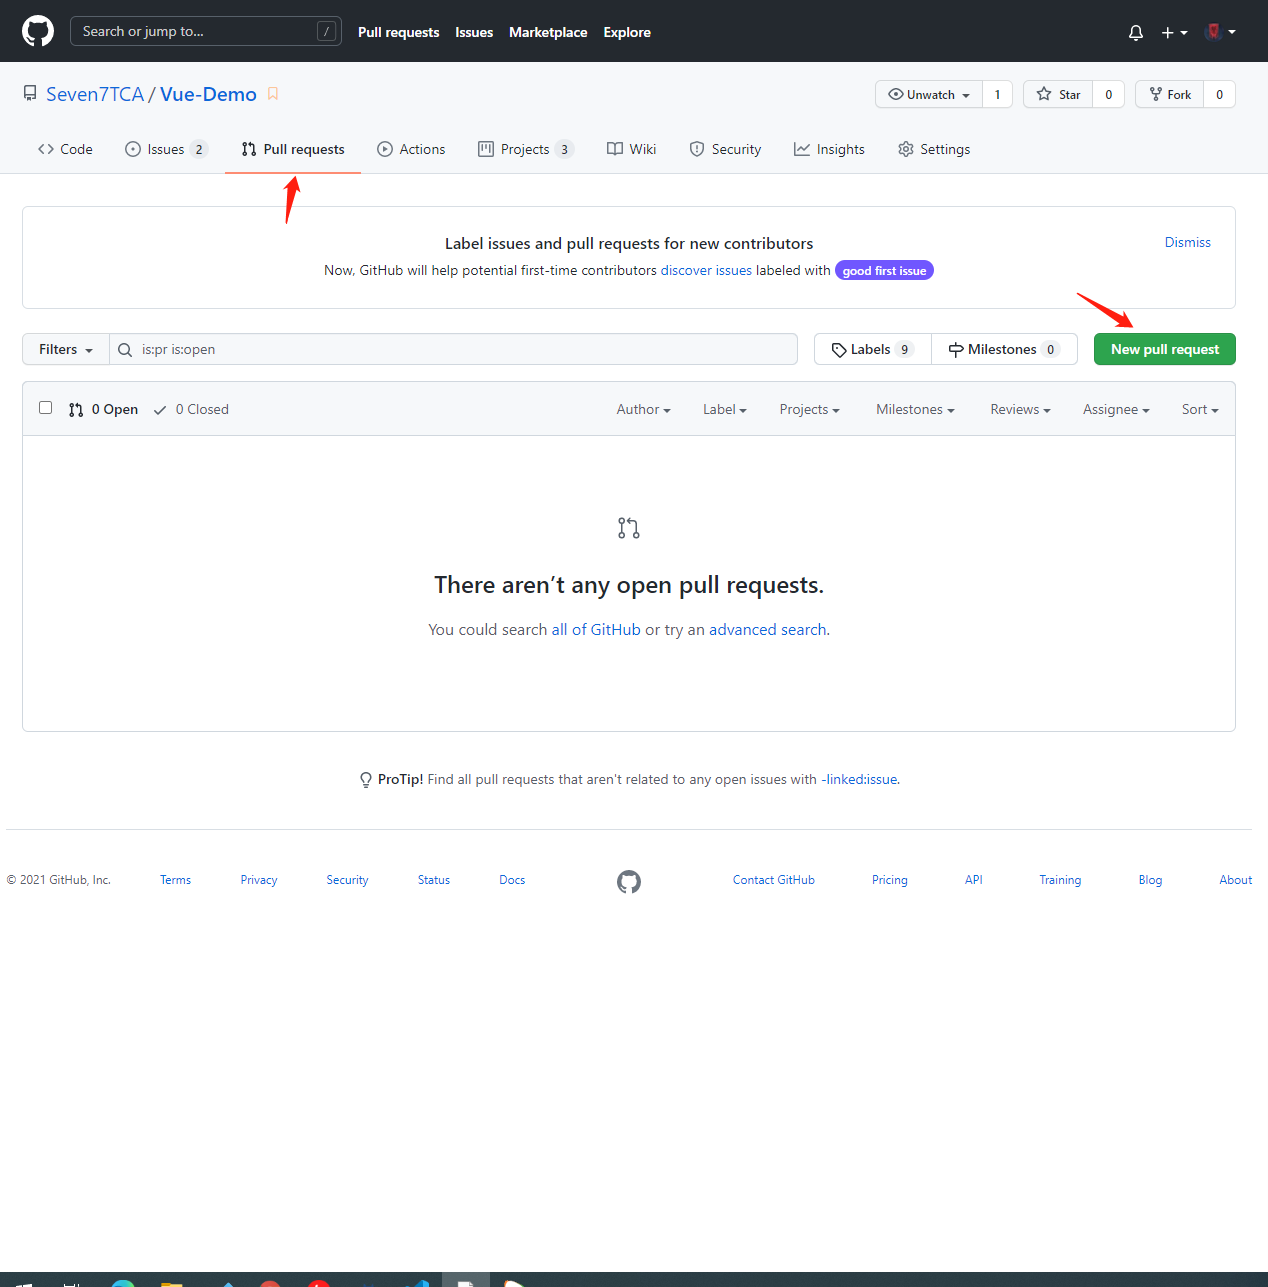 Search or jump to... / Pull requests Issues Marketplace Explore
Seven7TCA / Vue-Demo Unwatch 1 Star 0 Fork 0
Code Issues 2 Pull requests Actions Projects 3 Wiki Security Insights Settings
Label issues and pull requests for new contributors Dismiss
Now, GitHub will help potential first-time contributors discover issues labeled with good first issue
Filters is:pr is:open Labels 9 Milestones 0 New pull request
0 Open 0 Closed Author Label Projects Milestones Reviews Assignee Sort
There aren’t any open pull requests.
You could search all of GitHub or try an advanced search.
ProTip! Find all pull requests that aren't related to any open issues with -linked:issue.
© 2021 GitHub, Inc. Terms Privacy Security Status Docs Contact GitHub Pricing API Training Blog About